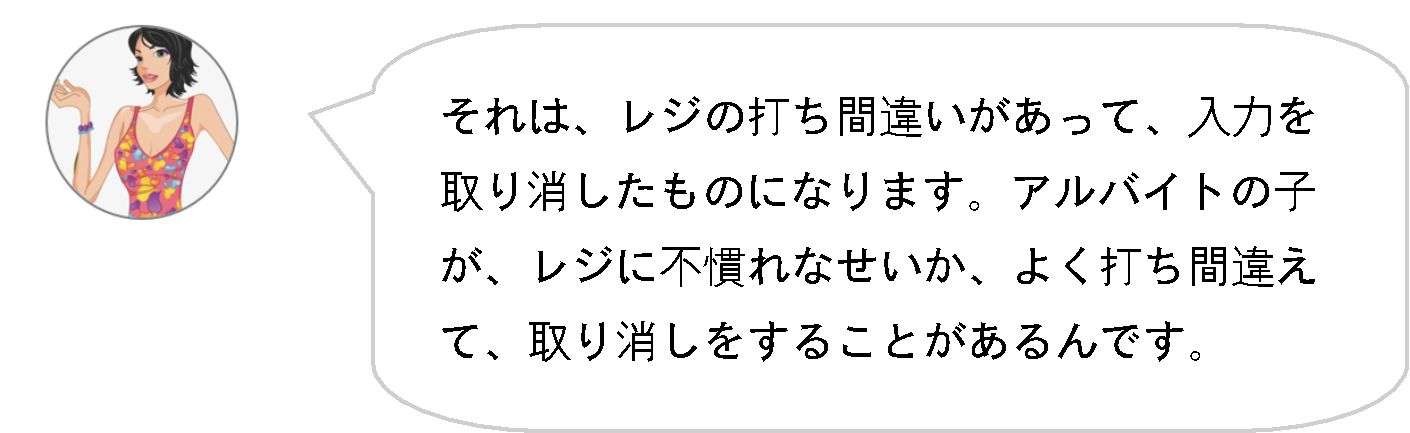 それは、レジの打ち間違いがあって、入力を
取り消したものになります。アルバイトの子
が、レジに不慣れなせいか、よく打ち間違え
て、取り消しをすることがあるんです。